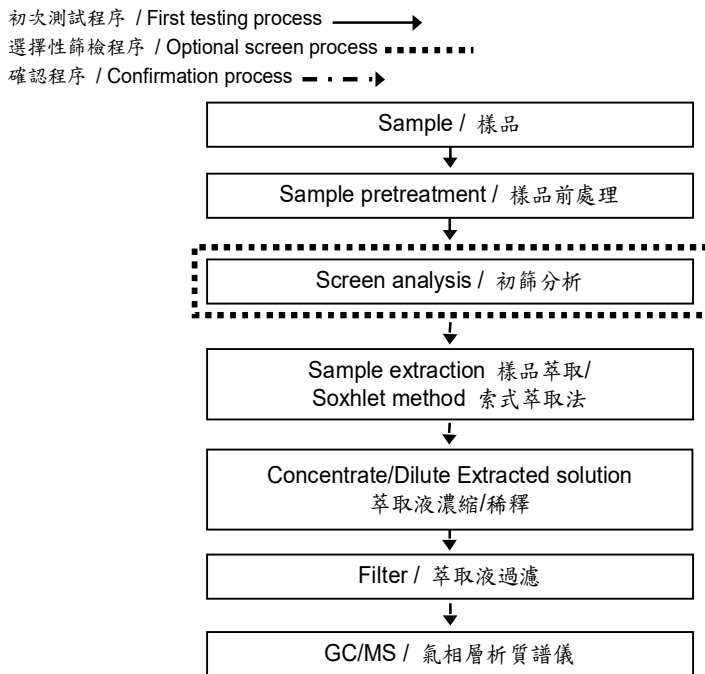 初次測試程序 / First testing process
選擇性篩檢程序 / Optional screen process
確認程序 / Confirmation process
Sample / 樣品
Sample pretreatment / 樣品前處理
Screen analysis / 初篩分析
Sample extraction 樣品萃取/
Soxhlet method 索式萃取法
Concentrate/Dilute Extracted solution
萃取液濃縮/稀釋
Filter / 萃取液過濾
GC/MS / 氣相層析質譜儀